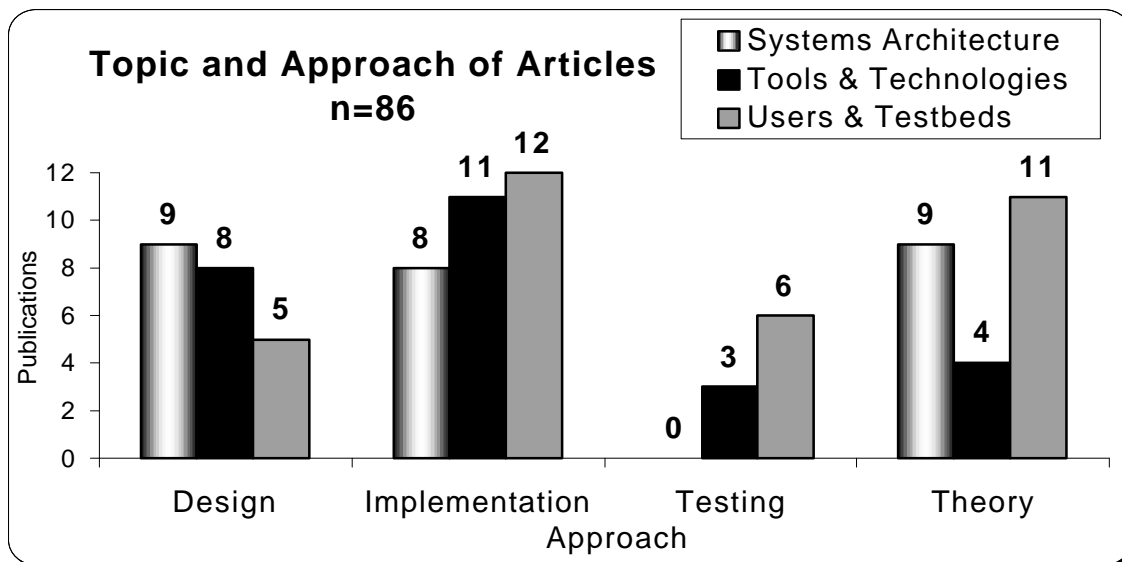 Topic and Approach of Articles
n=86
Systems Architecture
Tools & Technologies
Users & Testbeds
Publications
12
10
8
6
4
2
0
9
8
5
8
11
12
0
3
6
9
4
11
Design
Implementation
Testing
Theory
Approach